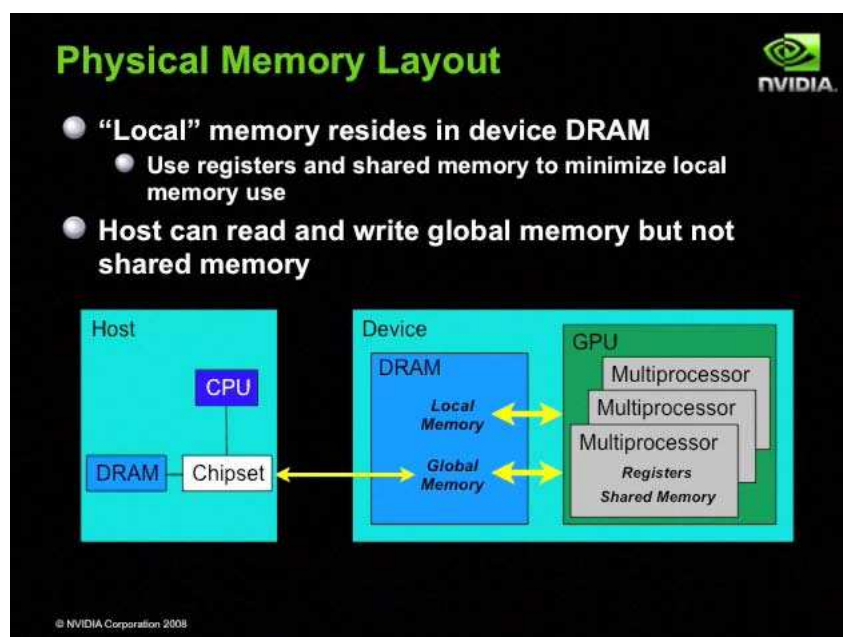 Physical Memory Layout
NVIDIA.
“Local” memory resides in device DRAM
Use registers and shared memory to minimize local
memory use
Host can read and write global memory but not
shared memory
Host
CPU
DRAM
Chipset
Device
DRAM
Local
Memory
Global
Memory
GPU
Multiprocessor
Multiprocessor
Multiprocessor
Registers
Shared Memory
© NVIDIA Corporation 2008